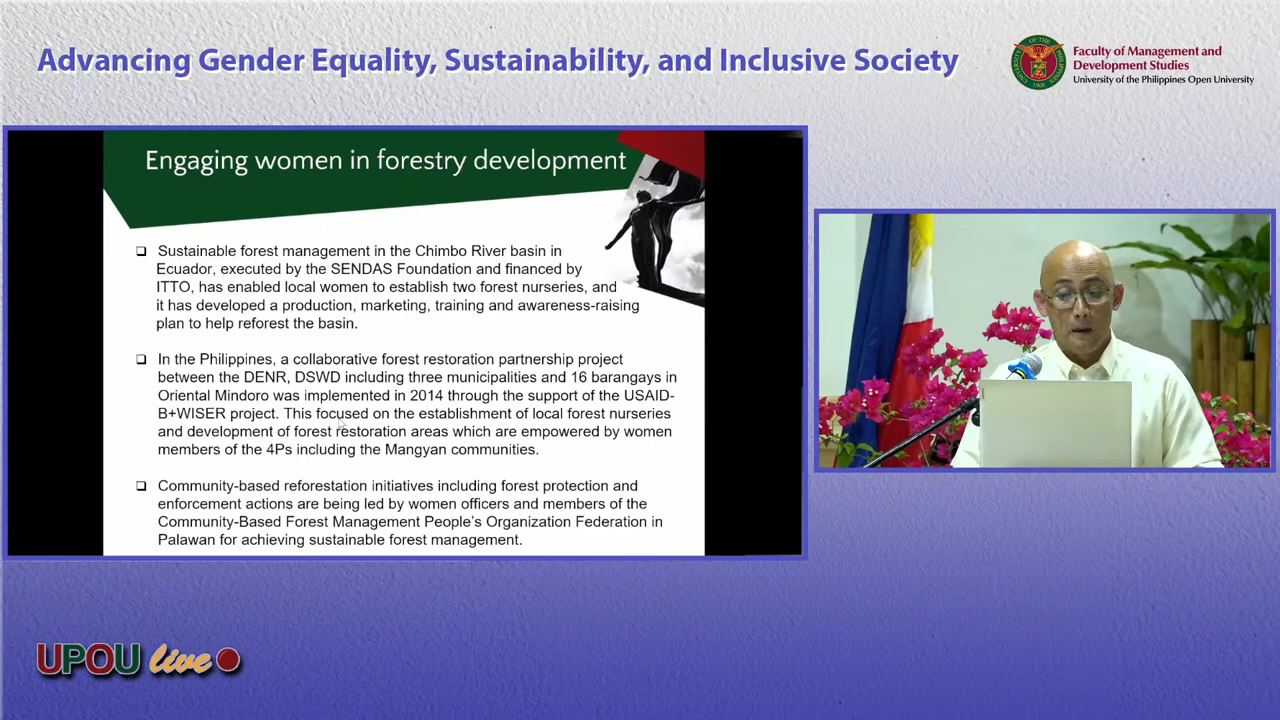 Advancing Gender Equality, Sustainability, and Inclusive Society
UNIVERSITY OF THE PHILIPPINES
1908
Faculty of Management and
Development Studies
University of the Philippines Open University
Engaging women in forestry development
❑ Sustainable forest management in the Chimbo River basin in
Ecuador, executed by the SENDAS Foundation and financed by
ITTO, has enabled local women to establish two forest nurseries, and
it has developed a production, marketing, training and awareness-raising
plan to help reforest the basin.
❑ In the Philippines, a collaborative forest restoration partnership project
between the DENR, DSWD including three municipalities and 16 barangays in
Oriental Mindoro was implemented in 2014 through the support of the USAID-
B+WISER project. This focused on the establishment of local forest nurseries
and development of forest restoration areas which are empowered by women
members of the 4Ps including the Mangyan communities.
❑ Community-based reforestation initiatives including forest protection and
enforcement actions are being led by women officers and members of the
Community-Based Forest Management People's Organization Federation in
Palawan for achieving sustainable forest management.
UPOU live